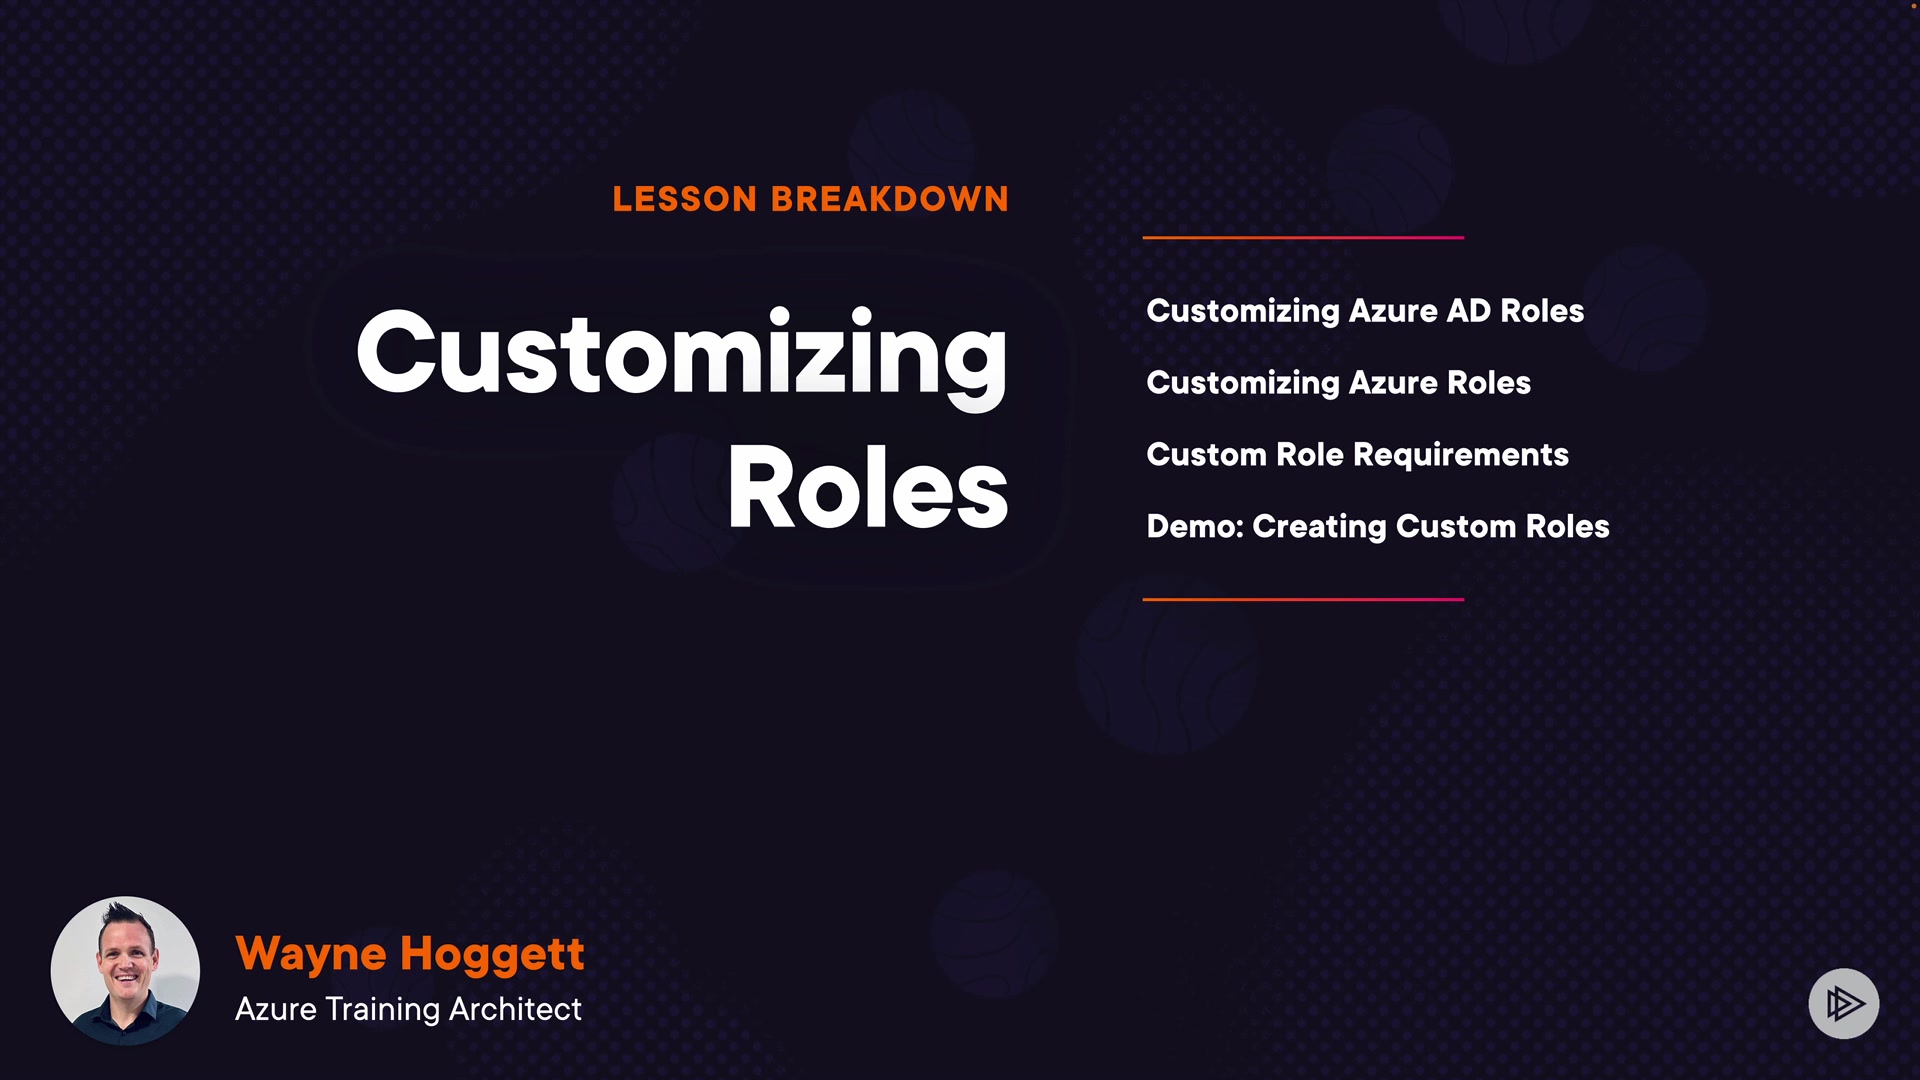 LESSON BREAKDOWN
Customizing
Roles
Customizing Azure AD Roles
Customizing Azure Roles
Custom Role Requirements
Demo: Creating Custom Roles
Wayne Hoggett
Azure Training Architect